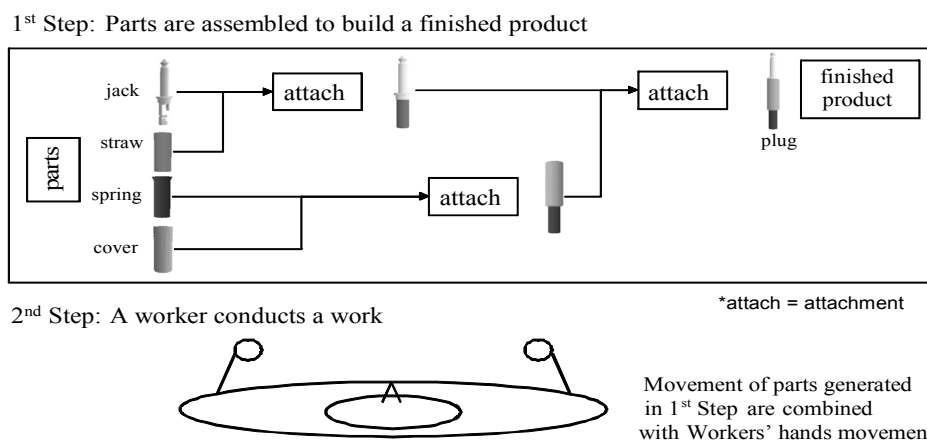 1st Step: Parts are assembled to build a finished product
jack
attach
attach
finished
product
straw
plug
parts
spring
attach
cover
*attach = attachment
2nd Step: A worker conducts a work
Movement of parts generated
in 1st Step are combined
with Workers' hands movemen